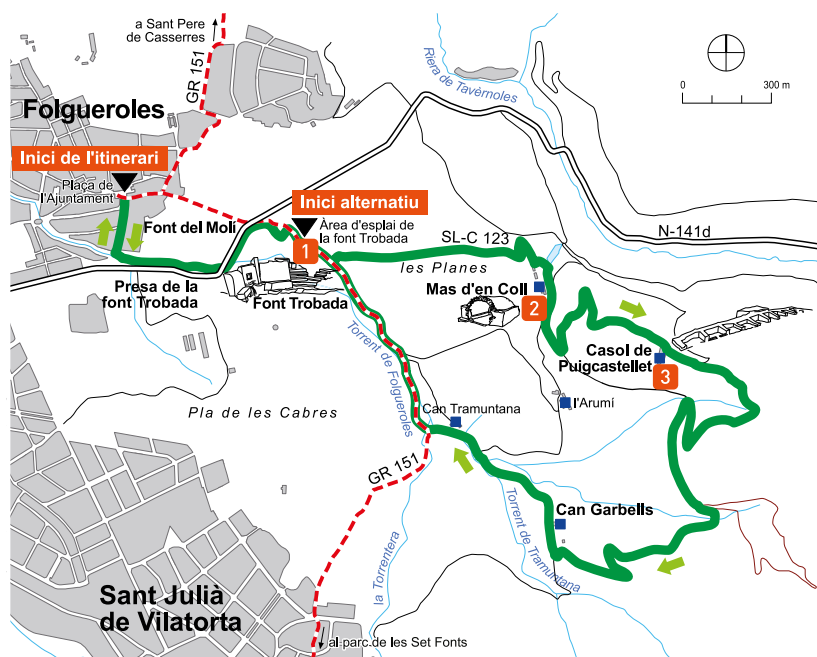 a Sant Pere
de Casserres
GR 151
Riera de Tavèrnoles
0 300 m
Folgueroles
Inici de l'itinerari
Plaça de
l'Ajuntament
Inici alternatiu
Font del Molí
Àrea d'esplai de
la font Trobada
1
SL-C 123
N-141d
les Planes
Presa de la
font Trobada
Font Trobada
Mas d'en Coll
2
Torrent de Folgueroles
Casol de
Puigcastellet
3
Pla de les Cabres
Can Tramuntana
l'Arumí
GR 151
Can Garbells
Torrent de Tramuntana
la Torrentera
Sant Julià
de Vilatorta
al parc de les Set Fonts